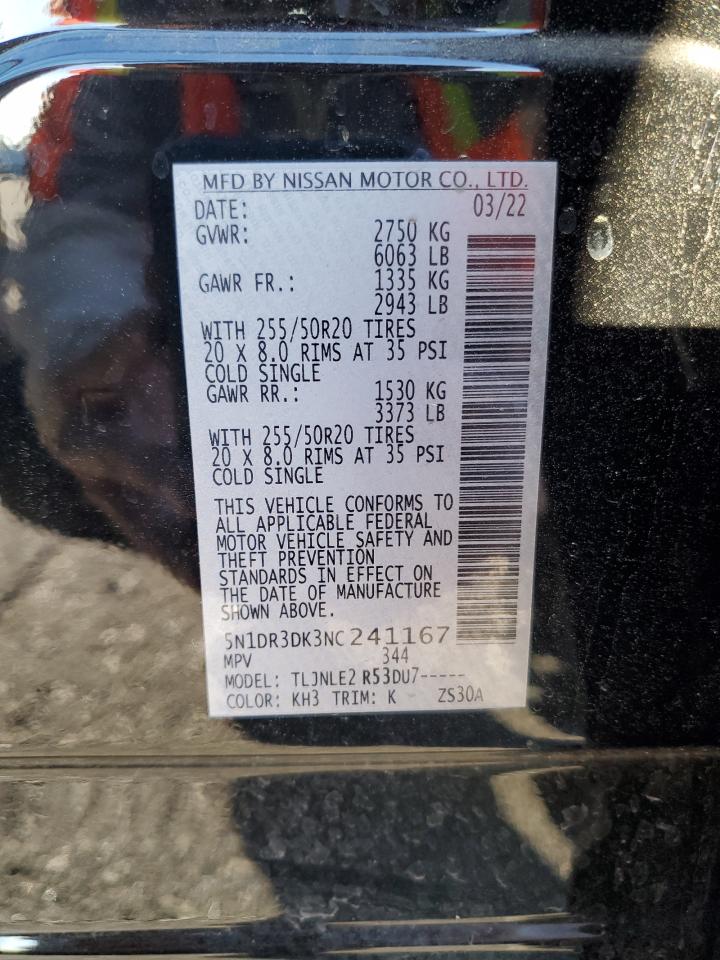 MFD BY NISSAN MOTOR CO., LTD.
DATE: 03/22
GVWR: 2750 KG
6063 LB
GAWR FR.: 1335 KG
2943 LB
WITH 255/50R20 TIRES
20 X 8.0 RIMS AT 35 PSI
COLD SINGLE
GAWR RR.: 1530 KG
3373 LB
WITH 255/50R20 TIRES
20 X 8.0 RIMS AT 35 PSI
COLD SINGLE
THIS VEHICLE CONFORMS TO
ALL APPLICABLE FEDERAL
MOTOR VEHICLE SAFETY AND
THEFT PREVENTION
STANDARDS IN EFFECT ON
THE DATE OF MANUFACTURE
SHOWN ABOVE.
5N1DR3DK3NC241167
MPV 344
MODEL: TLJNLE2 R53DU7-----
COLOR: KH3 TRIM: K ZS30A